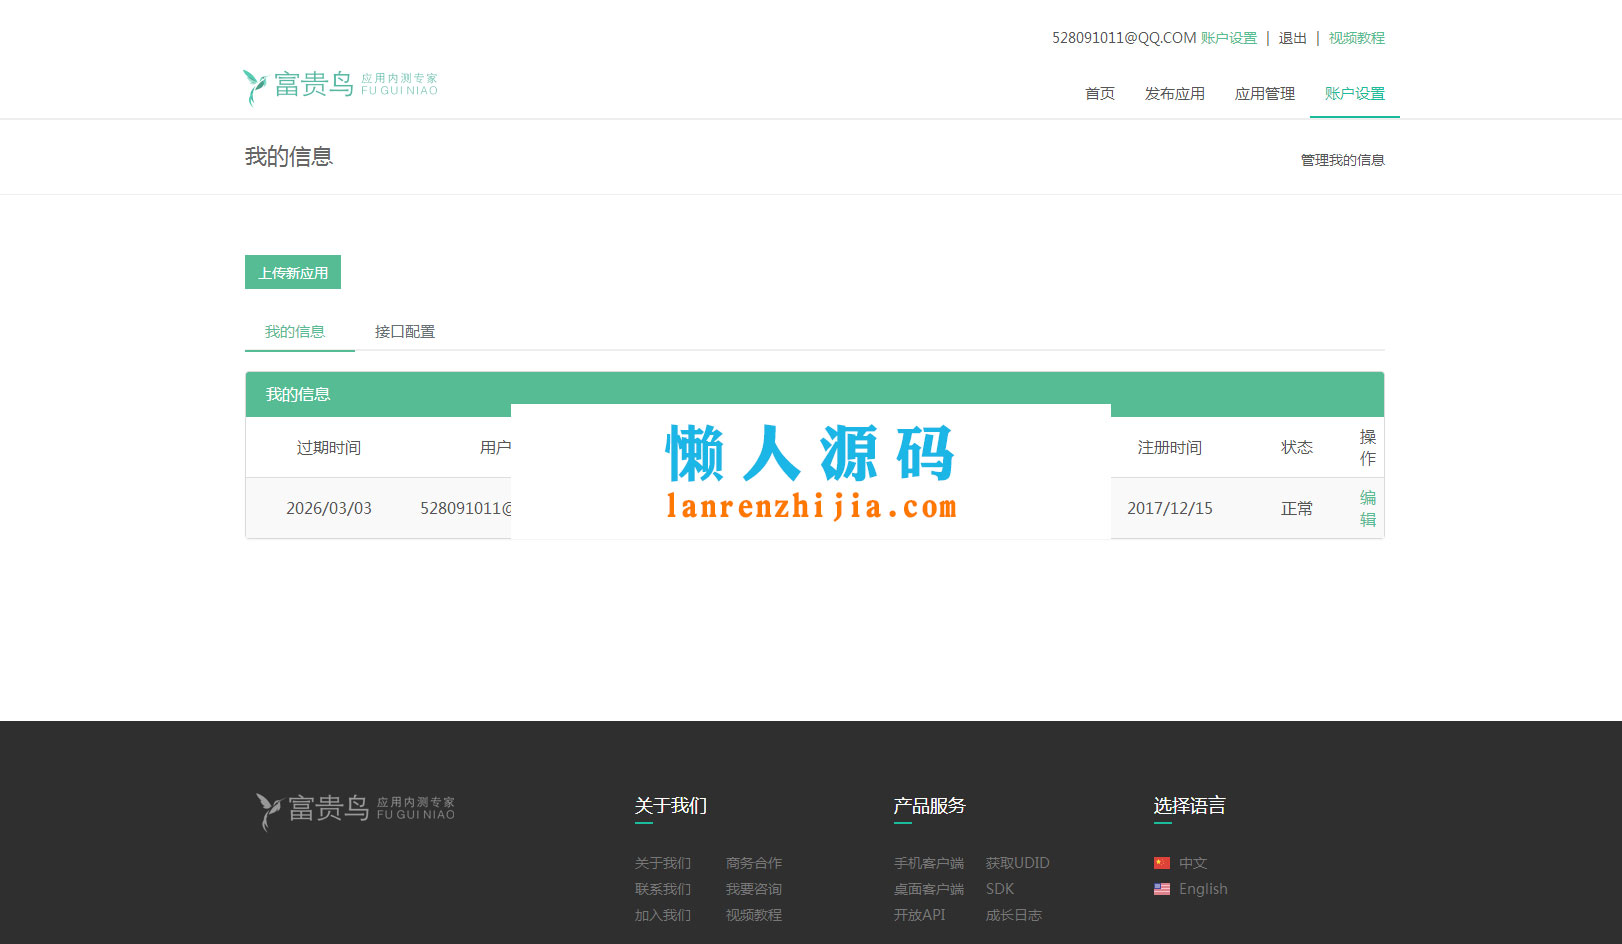 528091011@QQ.COM 账户设置 | 退出 | 视频教程
富贵鸟 应用内测专家
FU GUI NIAO
首页 发布应用 应用管理 账户设置
我的信息
管理我的信息
上传新应用
我的信息 接口配置
我的信息
过期时间 用户 注册时间 状态 操作
2026/03/03 528091011@ 2017/12/15 正常 编辑
懒人源码
lanrenzhijia.com
富贵鸟 应用内测专家
FU GUI NIAO
关于我们 产品服务 选择语言
关于我们 商务合作 手机客户端 获取UDID 中文
联系我们 我要咨询 桌面客户端 SDK English
加入我们 视频教程 开放API 成长日志